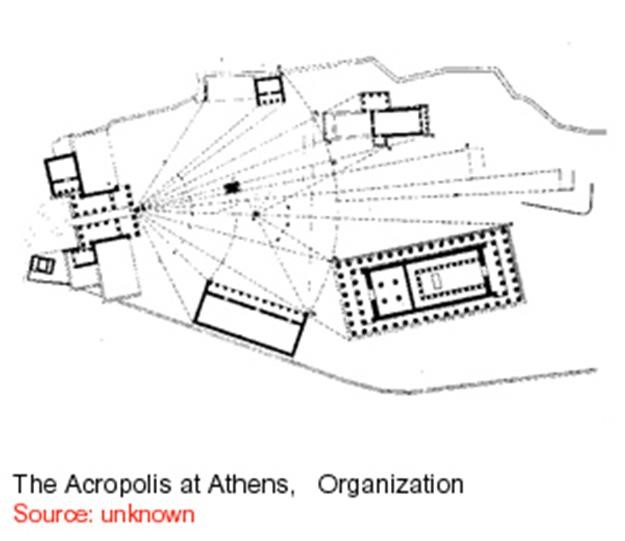 The Acropolis at Athens, Organization
Source: unknown